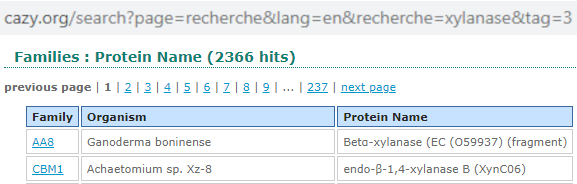 cazy.org/search?page=recherche&lang=en&recherche=xylanase&tag=3
Families : Protein Name (2366 hits)
previous page | 1 | 2 | 3 | 4 | 5 | 6 | 7 | 8 | 9 | ... | 237 | next page
Family Organism Protein Name
AA8 Ganoderma boninense Beta-xylanase (EC (O59937) (fragment)
CBM1 Achaetomium sp. Xz-8 endo-β-1,4-xylanase B (XynC06)